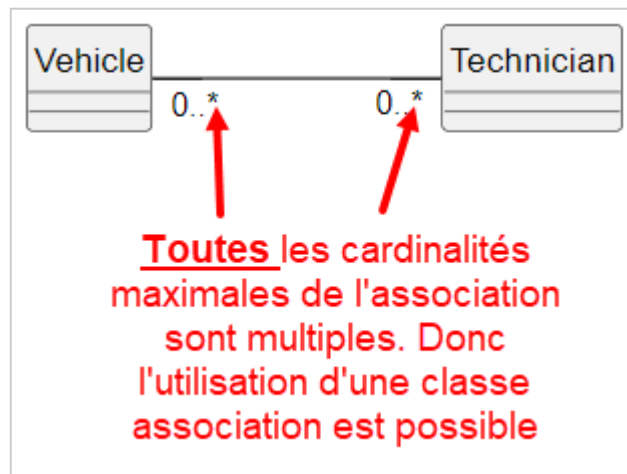 Vehicle Technician
0..* 0..*
Toutes les cardinalités
maximales de l'association
sont multiples. Donc
l'utilisation d'une classe
association est possible